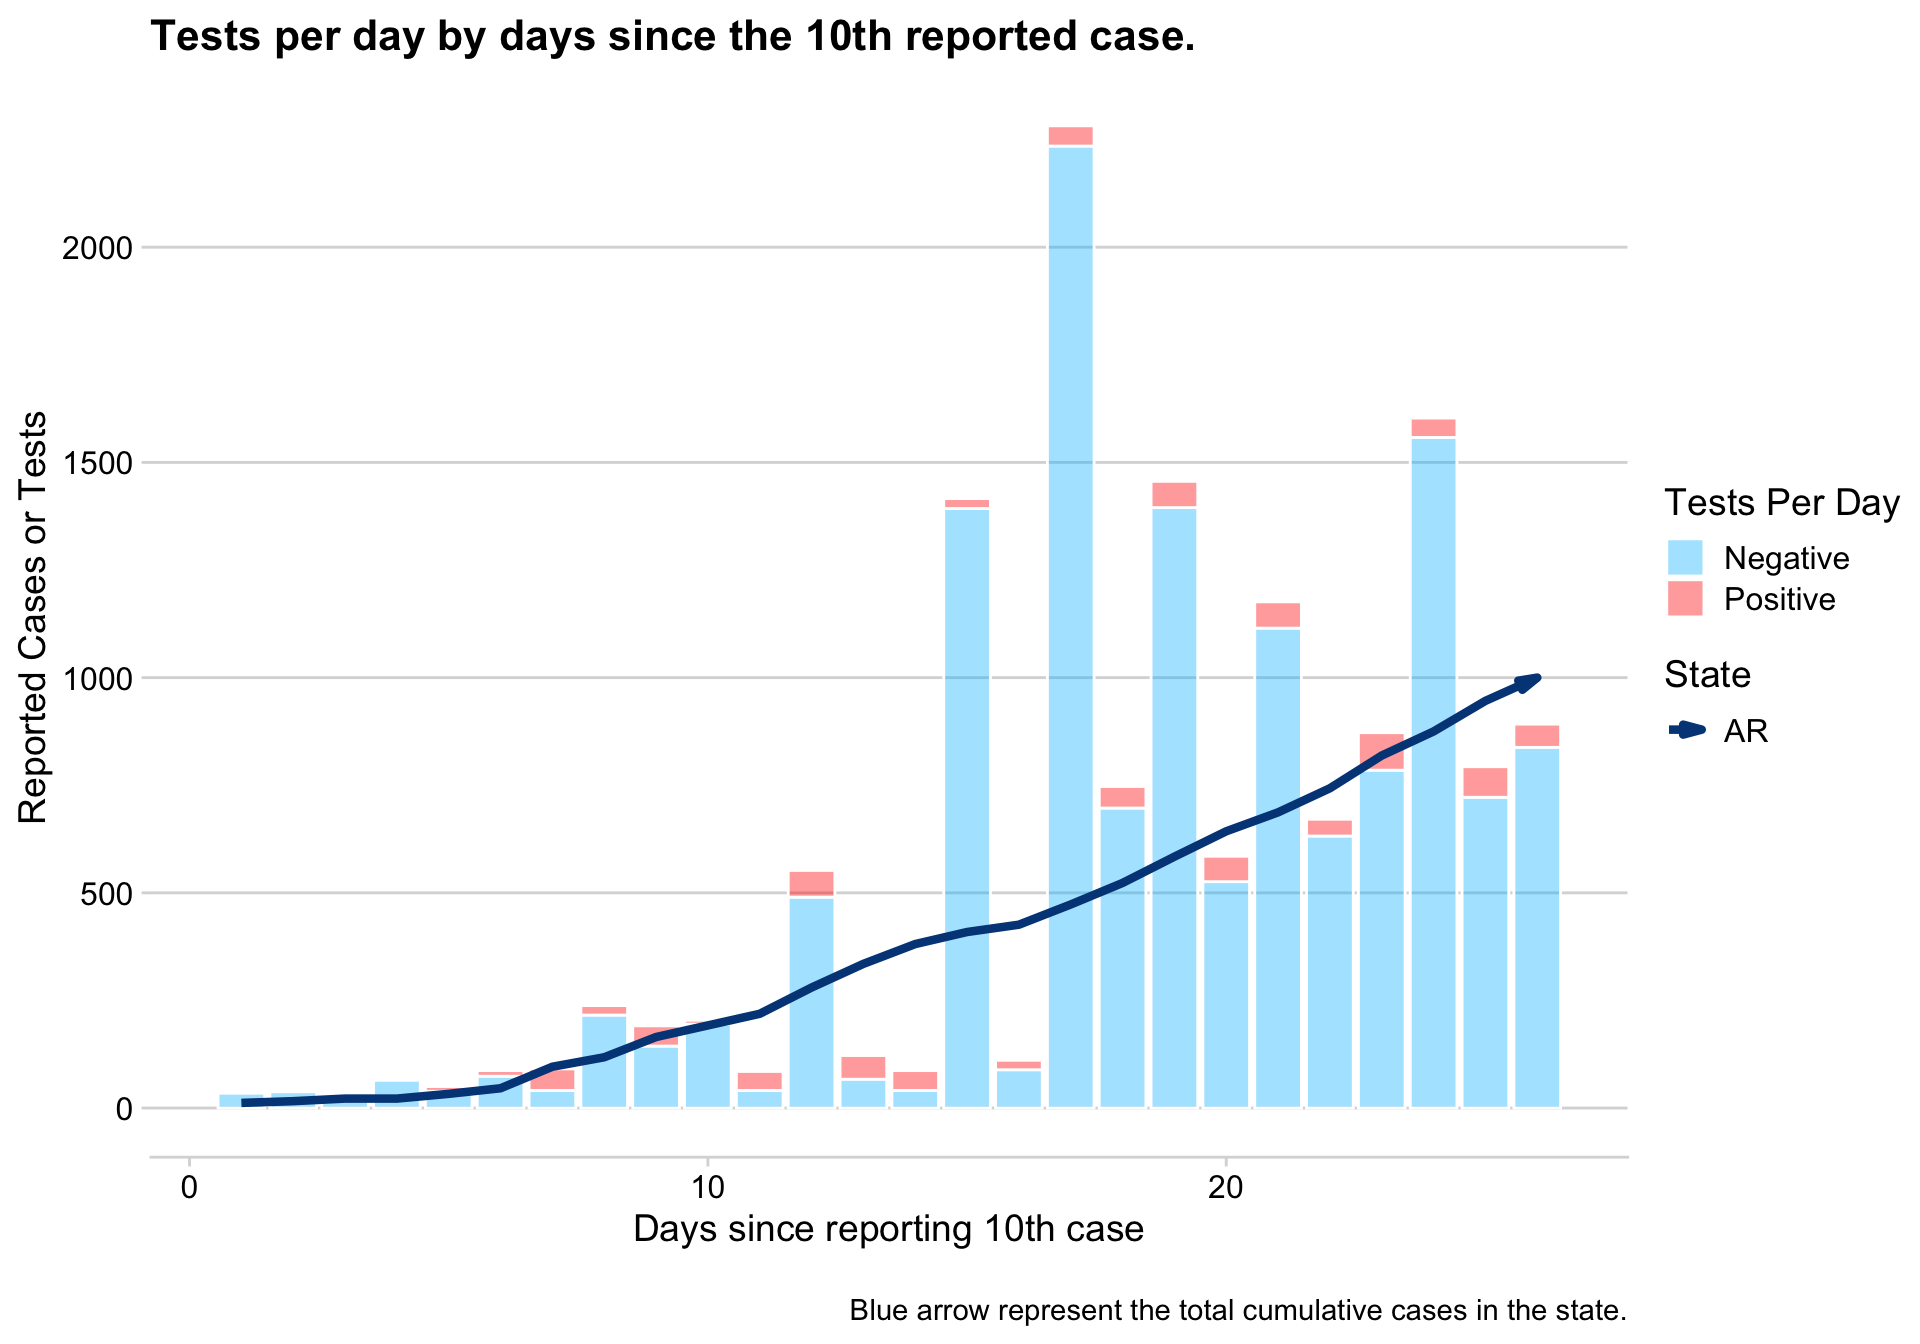 Tests per day by days since the 10th reported case.
Reported Cases or Tests
2000
1500
1000
500
0
0 10 20
Days since reporting 10th case
Tests Per Day
Negative
Positive
State
AR
Blue arrow represent the total cumulative cases in the state.